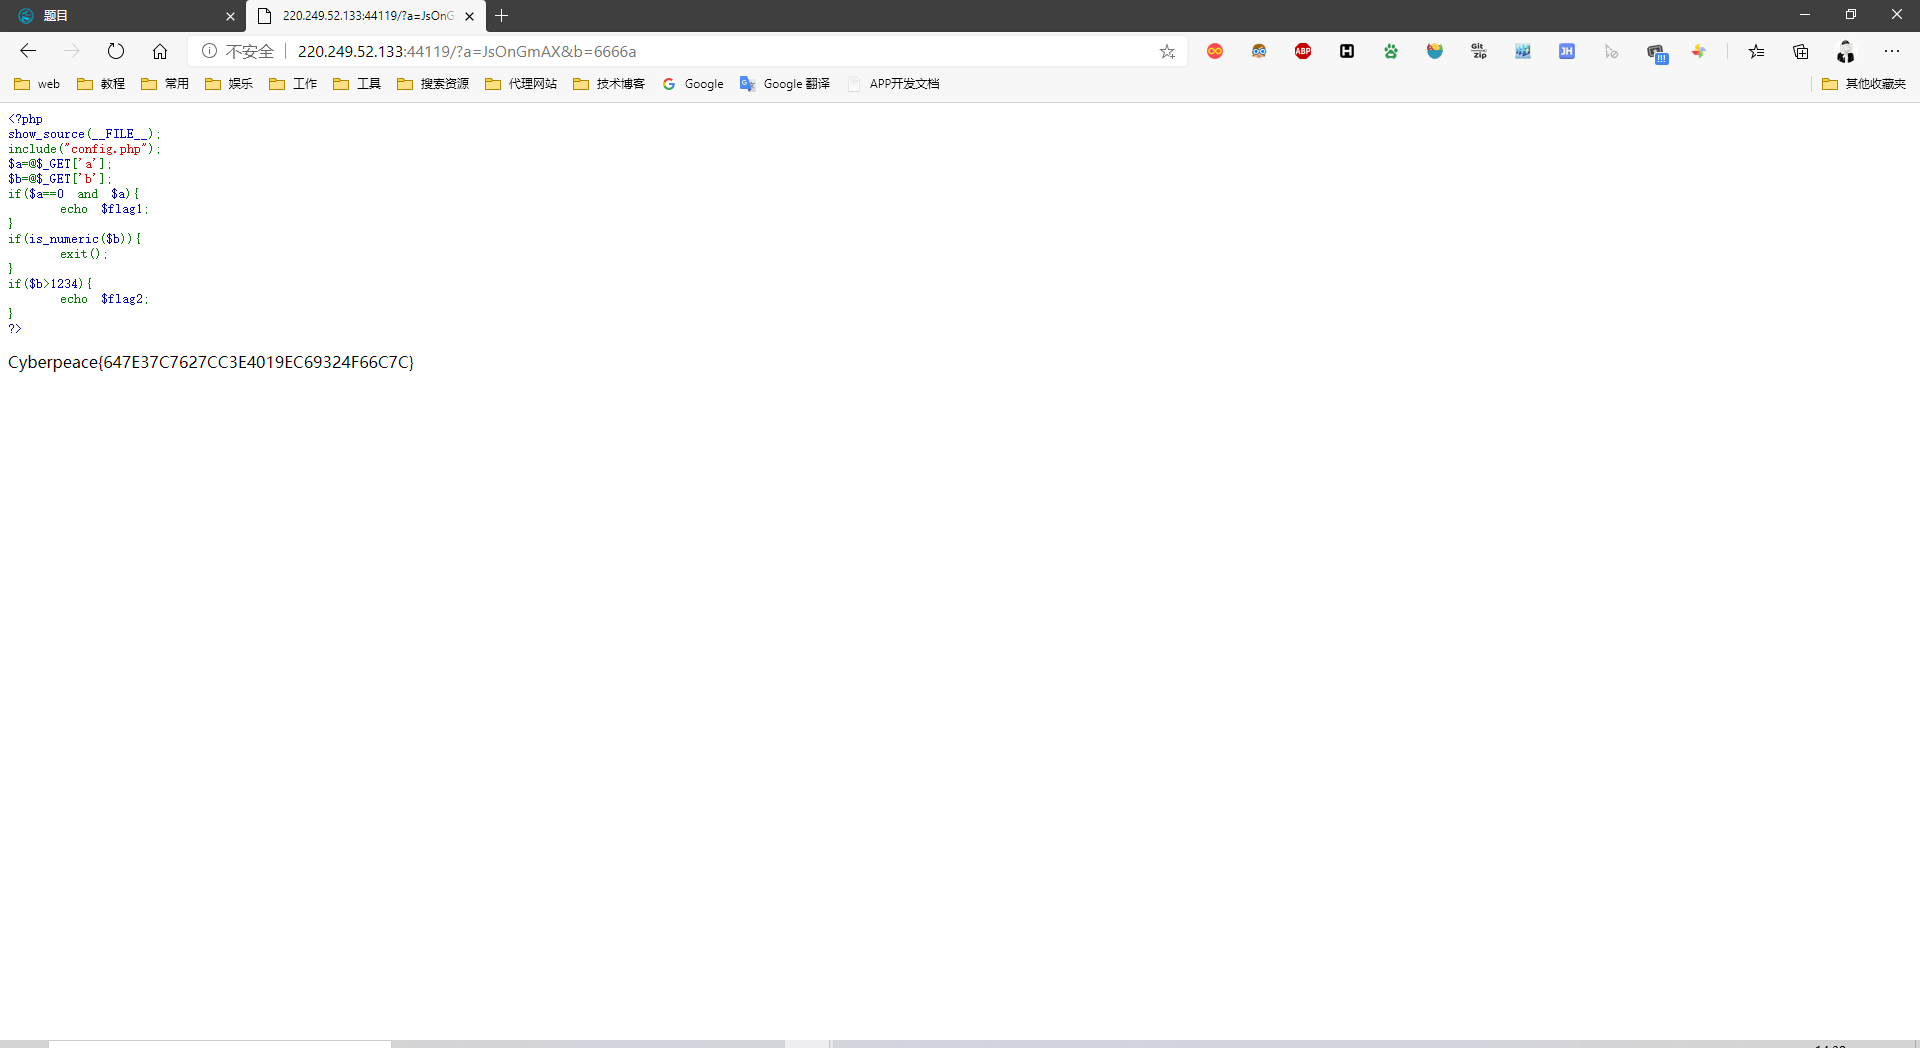 题目
220.249.52.133:44119/?a=JsOnG
不安全 220.249.52.133:44119/?a=JsOnGmAX&b=6666a
ABP
H
Git
Zip
JH
web 教程 常用 娱乐 工作 工具 搜索资源 代理网站 技术博客 Google Google 翻译 APP开发文档 其他收藏夹
<?php
show_source(__FILE__);
include("config.php");
$a=@$_GET['a'];
$b=@$_GET['b'];
if($a==0 and $a){
echo $flag1;
}
if(is_numeric($b)){
exit();
}
if($b>1234){
echo $flag2;
}
?>
Cyberpeace{647E37C7627CC3E4019EC69324F66C7C}